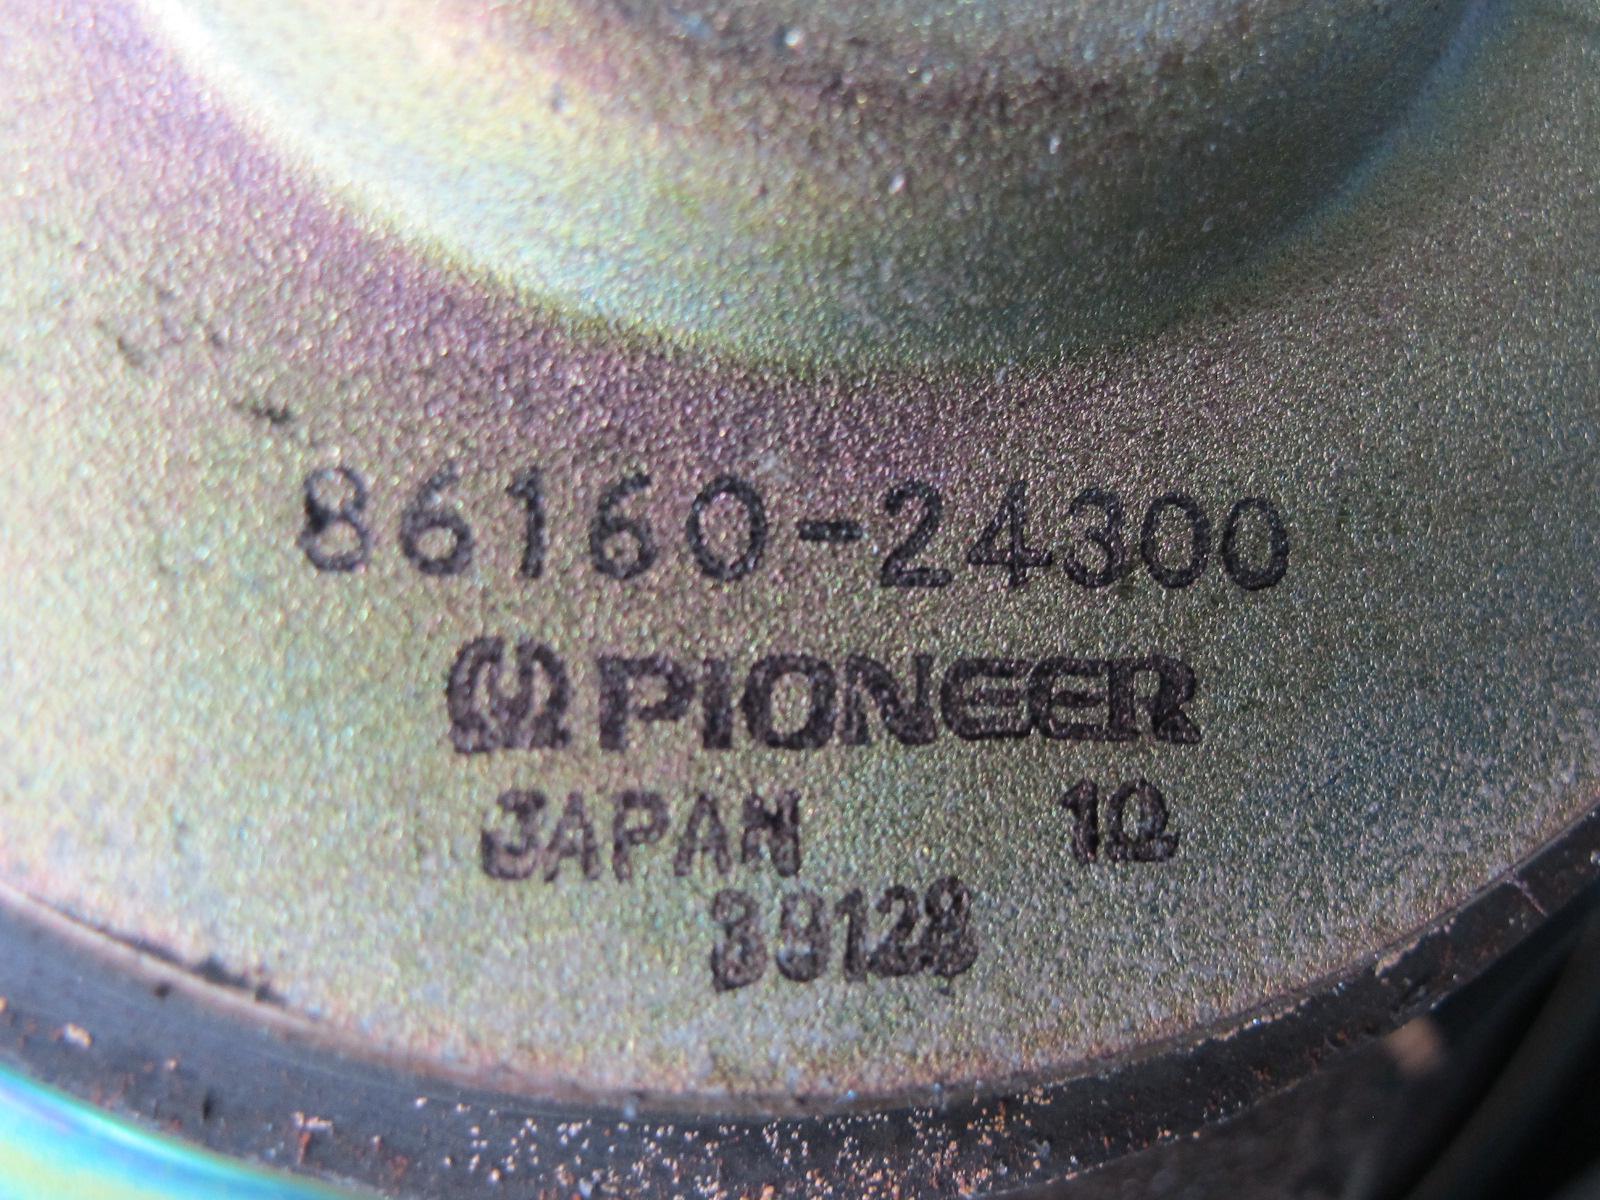 86160-24300
PIONEER
JAPAN 1Ω
39128